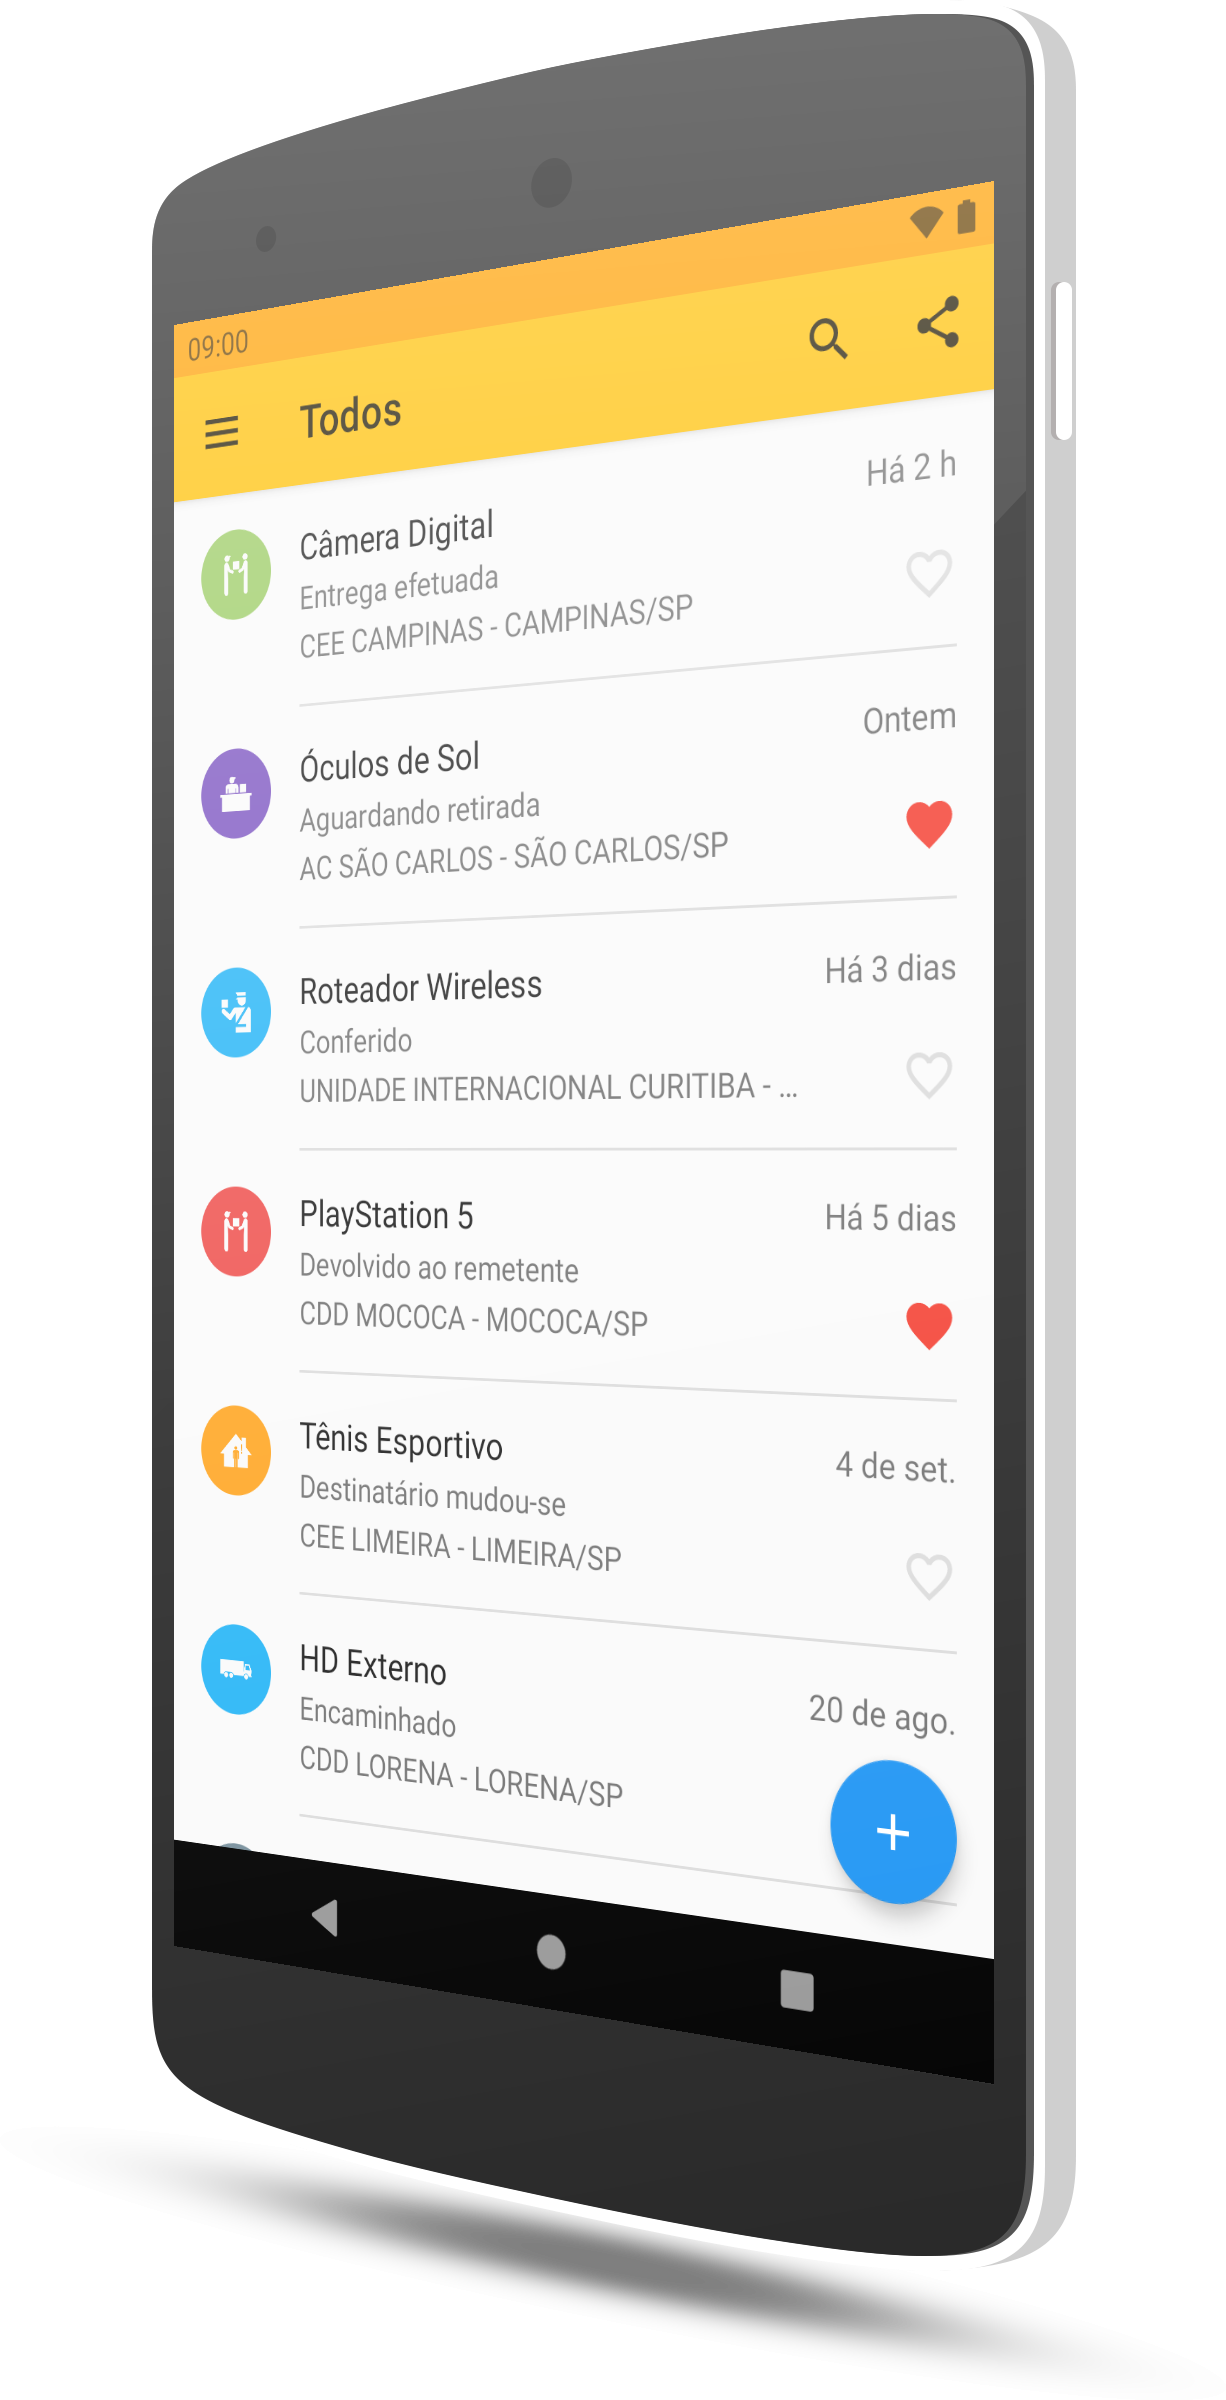 09:00
Todos
Câmera Digital
Há 2 h
Entrega efetuada
CEE CAMPINAS - CAMPINAS/SP
Óculos de Sol
Ontem
Aguardando retirada
AC SÃO CARLOS - SÃO CARLOS/SP
Roteador Wireless
Há 3 dias
Conferido
UNIDADE INTERNACIONAL CURITIBA - ...
PlayStation 5
Há 5 dias
Devolvido ao remetente
CDD MOCOCA - MOCOCA/SP
Tênis Esportivo
4 de set.
Destinatário mudou-se
CEE LIMEIRA - LIMEIRA/SP
HD Externo
20 de ago.
Encaminhado
CDD LORENA - LORENA/SP
+